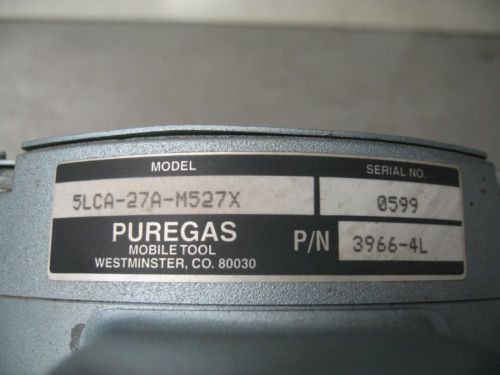 MODEL SERIAL NO.
5LCA-27A-M527X 0599
PUREGAS P/N 3966-4L
MOBILE TOOL
WESTMINSTER, CO. 80030